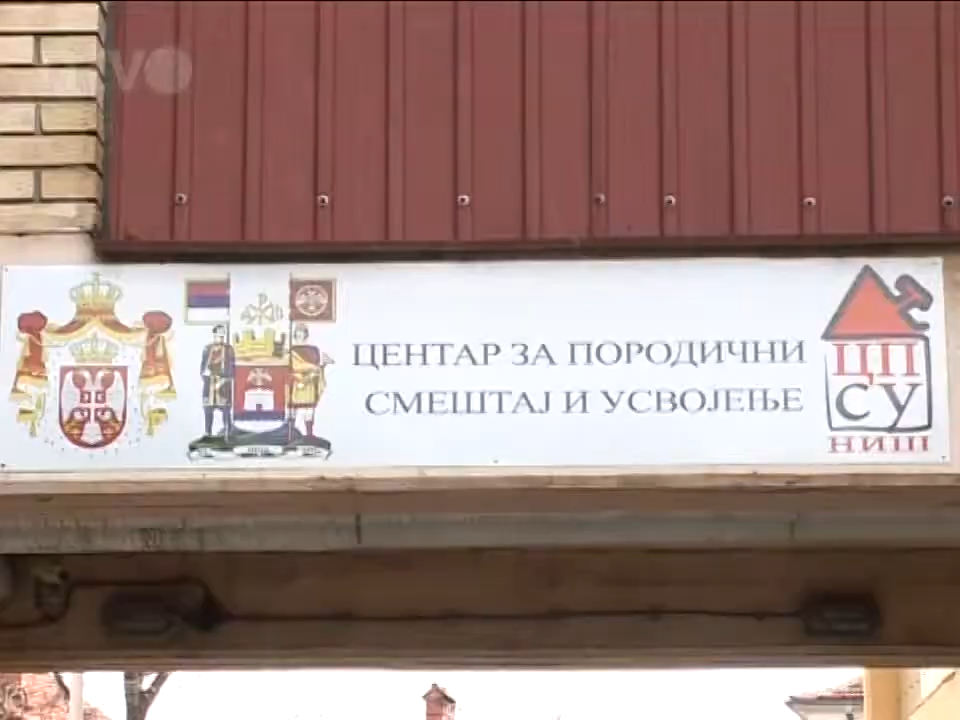 ЦЕНТАР ЗА ПОРОДИЧНИ
СМЕШТАЈ И УСВОЈЕЊЕ
ЦП
СУ
НИШ